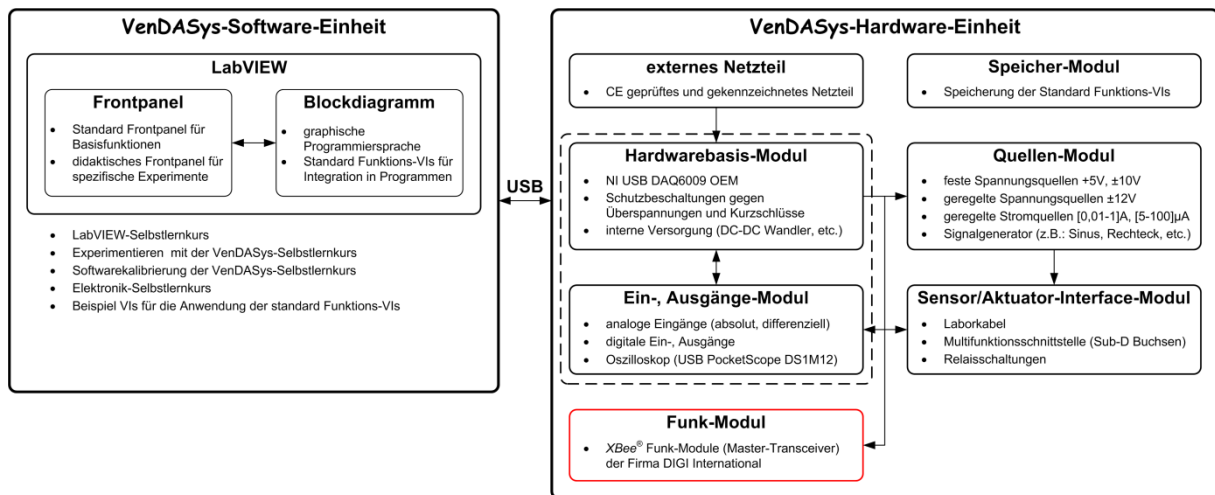 VenDASys-Software-Einheit
LabVIEW
Frontpanel
• Standard Frontpanel für
Basisfunktionen
• didaktisches Frontpanel für
spezifische Experimente
Blockdiagramm
• graphische
Programmiersprache
• Standard Funktions-VIs für
Integration in Programmen
• LabVIEW-Selbstlernkurs
• Experimentieren mit der VenDASys-Selbstlernkurs
• Softwarekalibrierung der VenDASys-Selbstlernkurs
• Elektronik-Selbstlernkurs
• Beispiel VIs für die Anwendung der standard Funktions-VIs
USB
VenDASys-Hardware-Einheit
externes Netzteil
• CE geprüftes und gekennzeichnetes Netzteil
Speicher-Modul
• Speicherung der Standard Funktions-VIs
Hardwarebasis-Modul
• NI USB DAQ6009 OEM
• Schutzbeschaltungen gegen
Überspannungen und Kurzschlüsse
• interne Versorgung (DC-DC Wandler, etc.)
Quellen-Modul
• feste Spannungsquellen +5V, ±10V
• geregelte Spannungsquellen ±12V
• geregelte Stromquellen [0,01-1]A, [5-100]µA
• Signalgenerator (z.B.: Sinus, Rechteck, etc.)
Ein-, Ausgänge-Modul
• analoge Eingänge (absolut, differenziell)
• digitale Ein-, Ausgänge
• Oszilloskop (USB PocketScope DS1M12)
Sensor/Aktuator-Interface-Modul
• Laborkabel
• Multifunktionsschnittstelle (Sub-D Buchsen)
• Relaisschaltungen
Funk-Modul
• XBee® Funk-Module (Master-Transceiver)
der Firma DIGI International